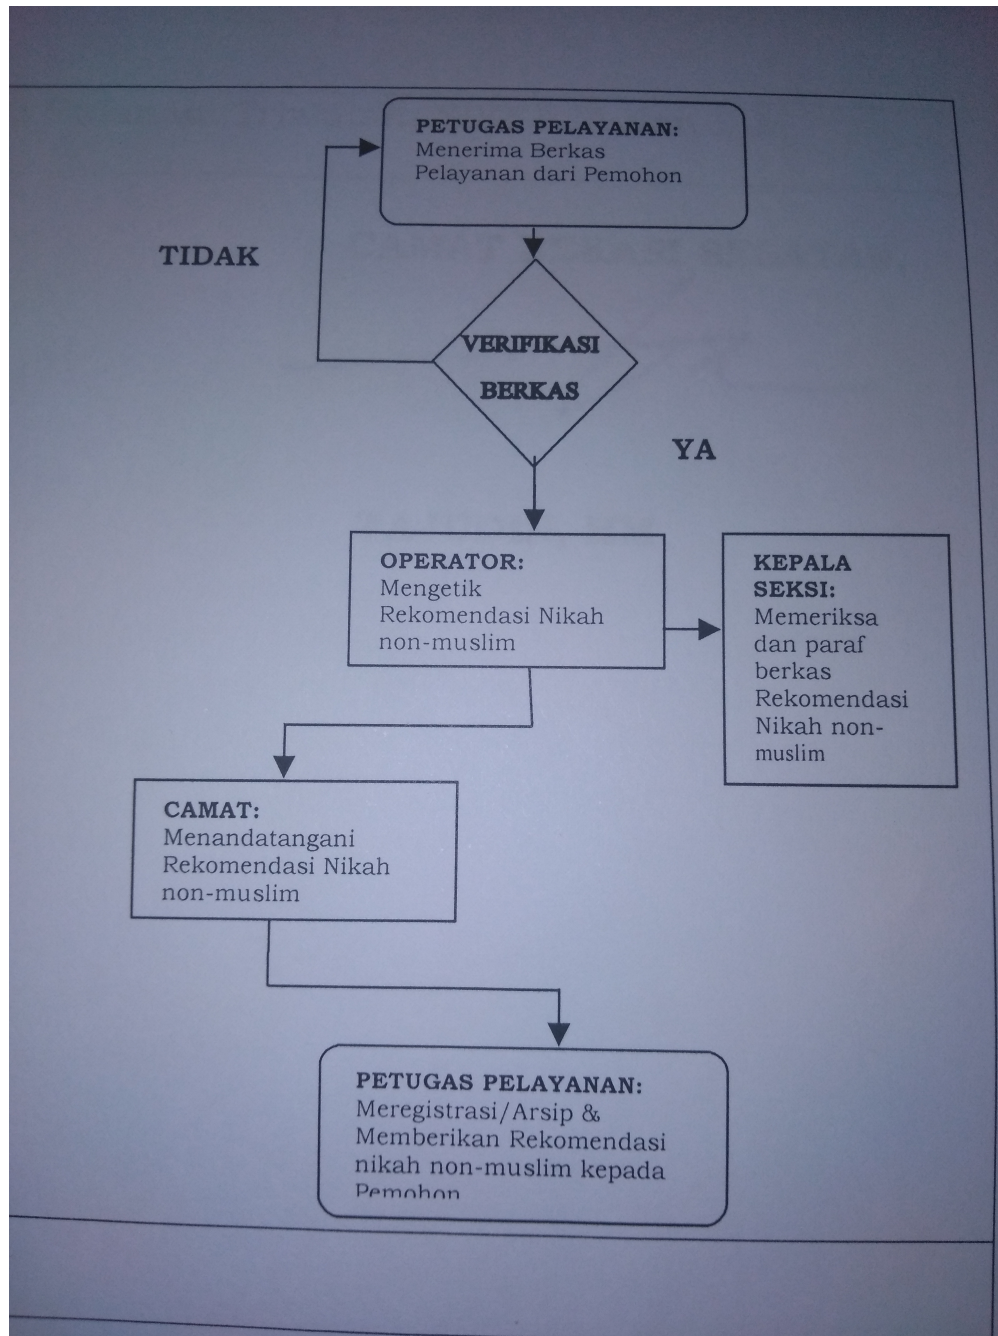 PETUGAS PELAYANAN:
Menerima Berkas
Pelayanan dari Pemohon
TIDAK
VERIFIKASI
BERKAS
YA
OPERATOR:
Mengetik
Rekomendasi Nikah
non-muslim
KEPALA
SEKSI:
Memeriksa
dan paraf
berkas
Rekomendasi
Nikah non-
muslim
CAMAT:
Menandatangani
Rekomendasi Nikah
non-muslim
PETUGAS PELAYANAN:
Meregistrasi/Arsip &
Memberikan Rekomendasi
nikah non-muslim kepada
Pemohon